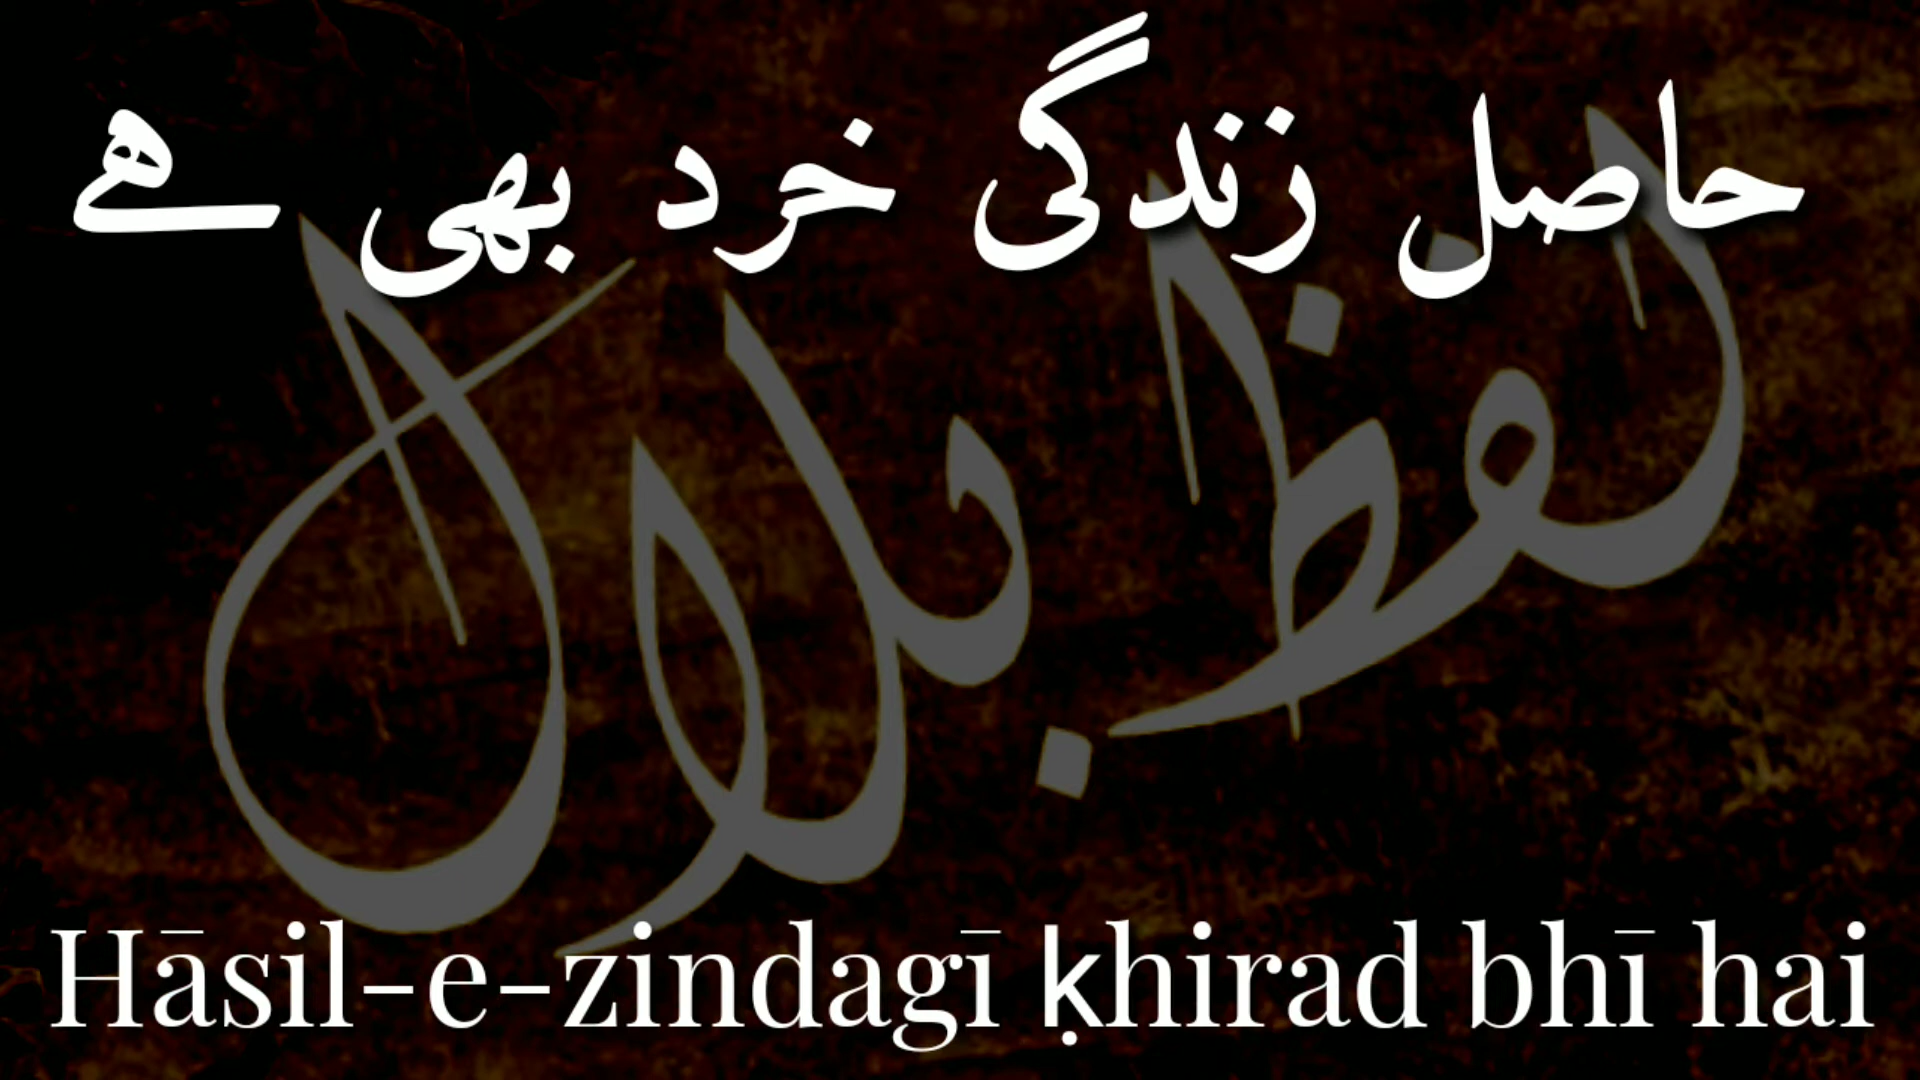 حاصل زندگی خرد بھی ہے
لفظ بلال
Hāsil-e-zindagī ḳhirad bhī hai